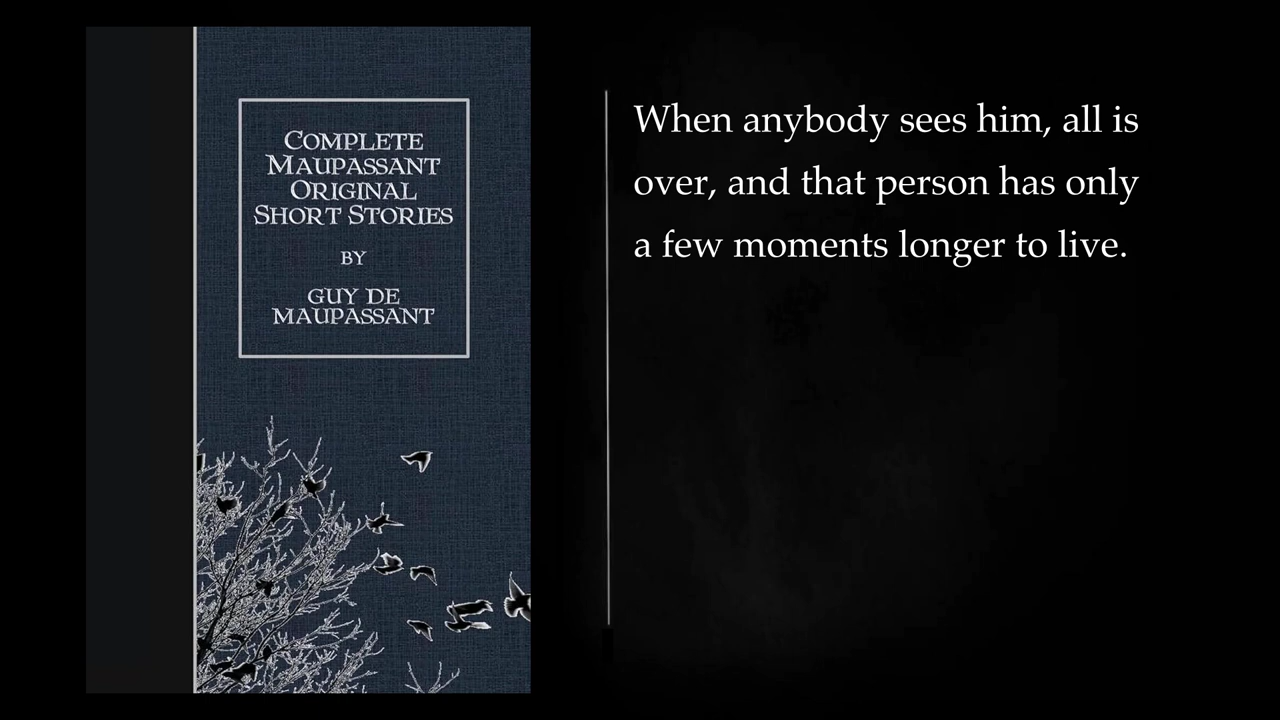 COMPLETE
MAUPASSANT
ORIGINAL
SHORT STORIES
BY
GUY DE
MAUPASSANT
When anybody sees him, all is
over, and that person has only
a few moments longer to live.